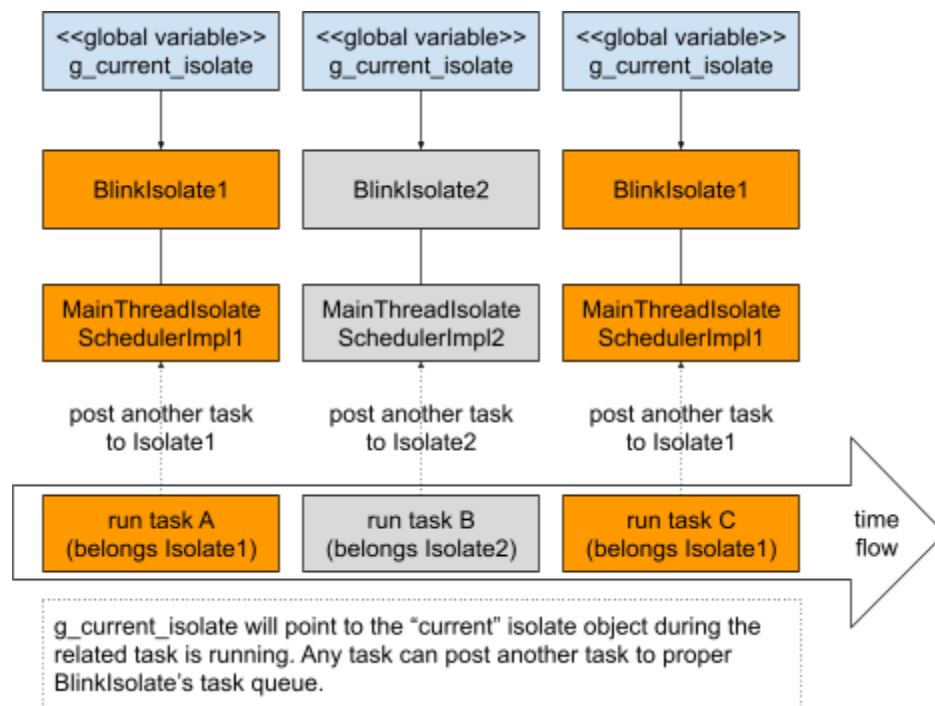 <<global variable>>
g_current_isolate
<<global variable>>
g_current_isolate
<<global variable>>
g_current_isolate
BlinkIsolate1
BlinkIsolate2
BlinkIsolate1
MainThreadIsolate
SchedulerImpl1
MainThreadIsolate
SchedulerImpl2
MainThreadIsolate
SchedulerImpl1
post another task
to Isolate1
post another task
to Isolate2
post another task
to Isolate1
run task A
(belongs Isolate1)
run task B
(belongs Isolate2)
run task C
(belongs Isolate1)
time
flow
g_current_isolate will point to the “current” isolate object during the
related task is running. Any task can post another task to proper
BlinkIsolate’s task queue.